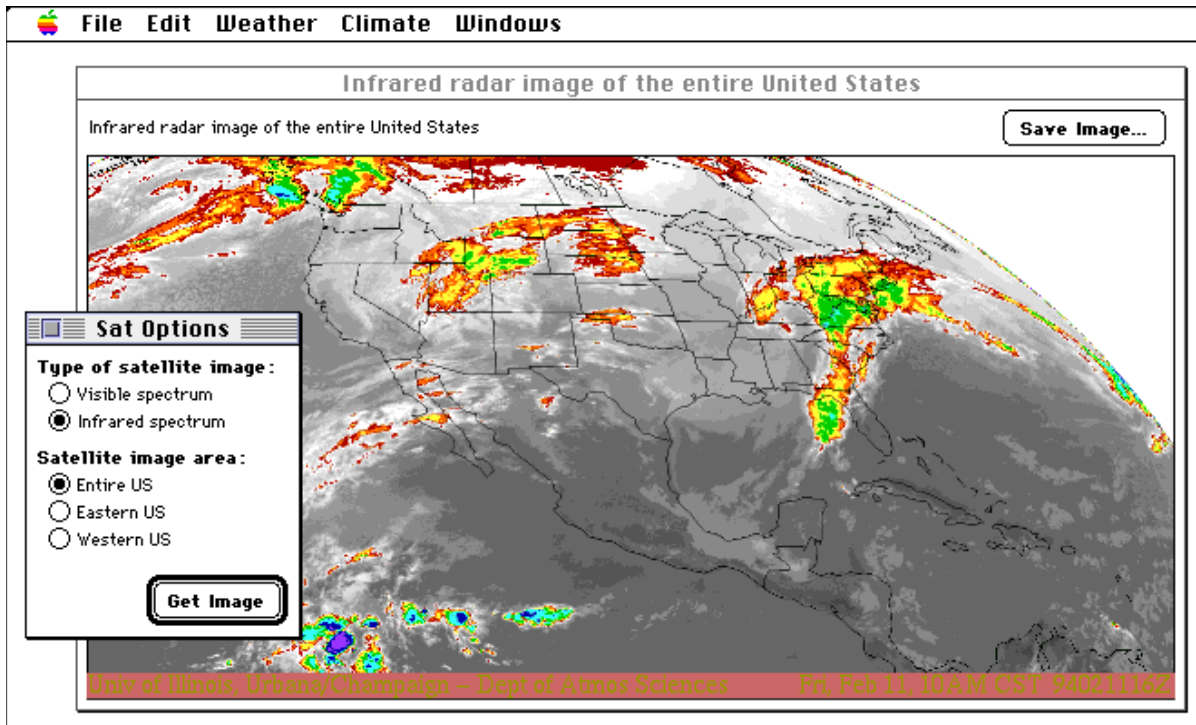 File Edit Weather Climate Windows
Infrared radar image of the entire United States
Infrared radar image of the entire United States
Save Image...
Sat Options
Type of satellite image:
Visible spectrum
Infrared spectrum
Satellite image area:
Entire US
Eastern US
Western US
Get Image
Univ of Illinois, Urbana/Champaign - Dept of Atmos Sciences Fri, Feb 11, 10AM CST 94021116Z